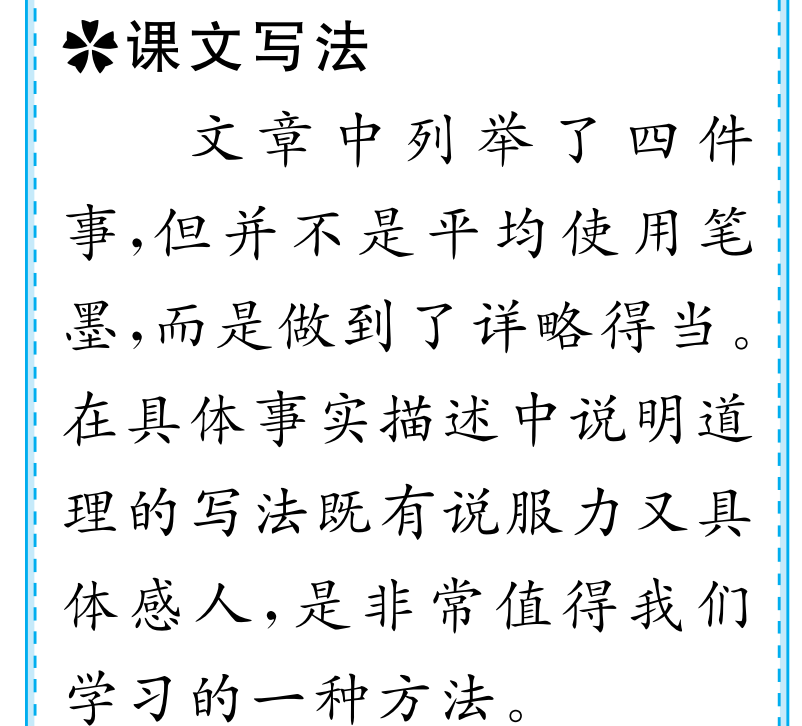 ✽课文写法
文章中列举了四件
事,但并不是平均使用笔
墨,而是做到了详略得当。
在具体事实描述中说明道
理的写法既有说服力又具
体感人,是非常值得我们
学习的一种方法。